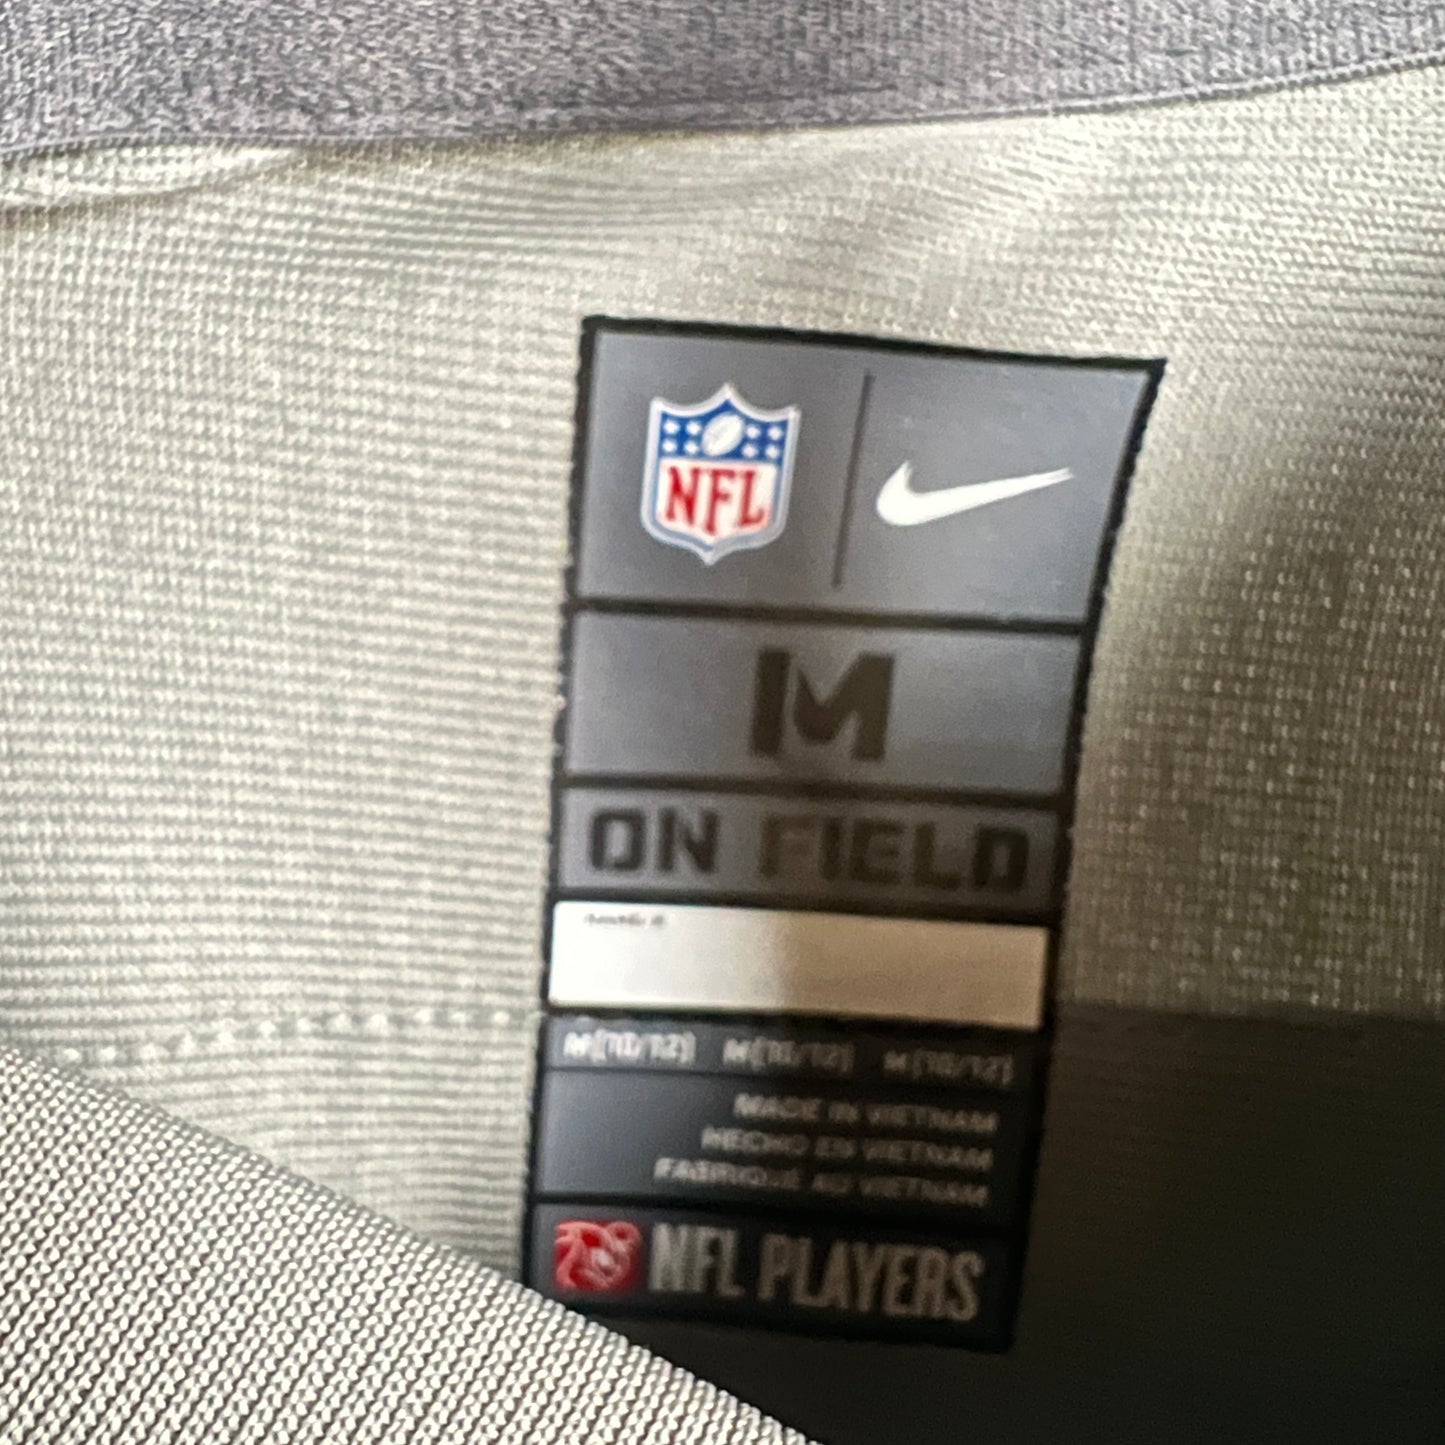 NFL
M
ON FIELD
M (10/12) M (10/12) M (10/12)
MADE IN VIETNAM
HECHO EN VIETNAM
FABRIQUÉ AU VIETNAM
NFL PLAYERS